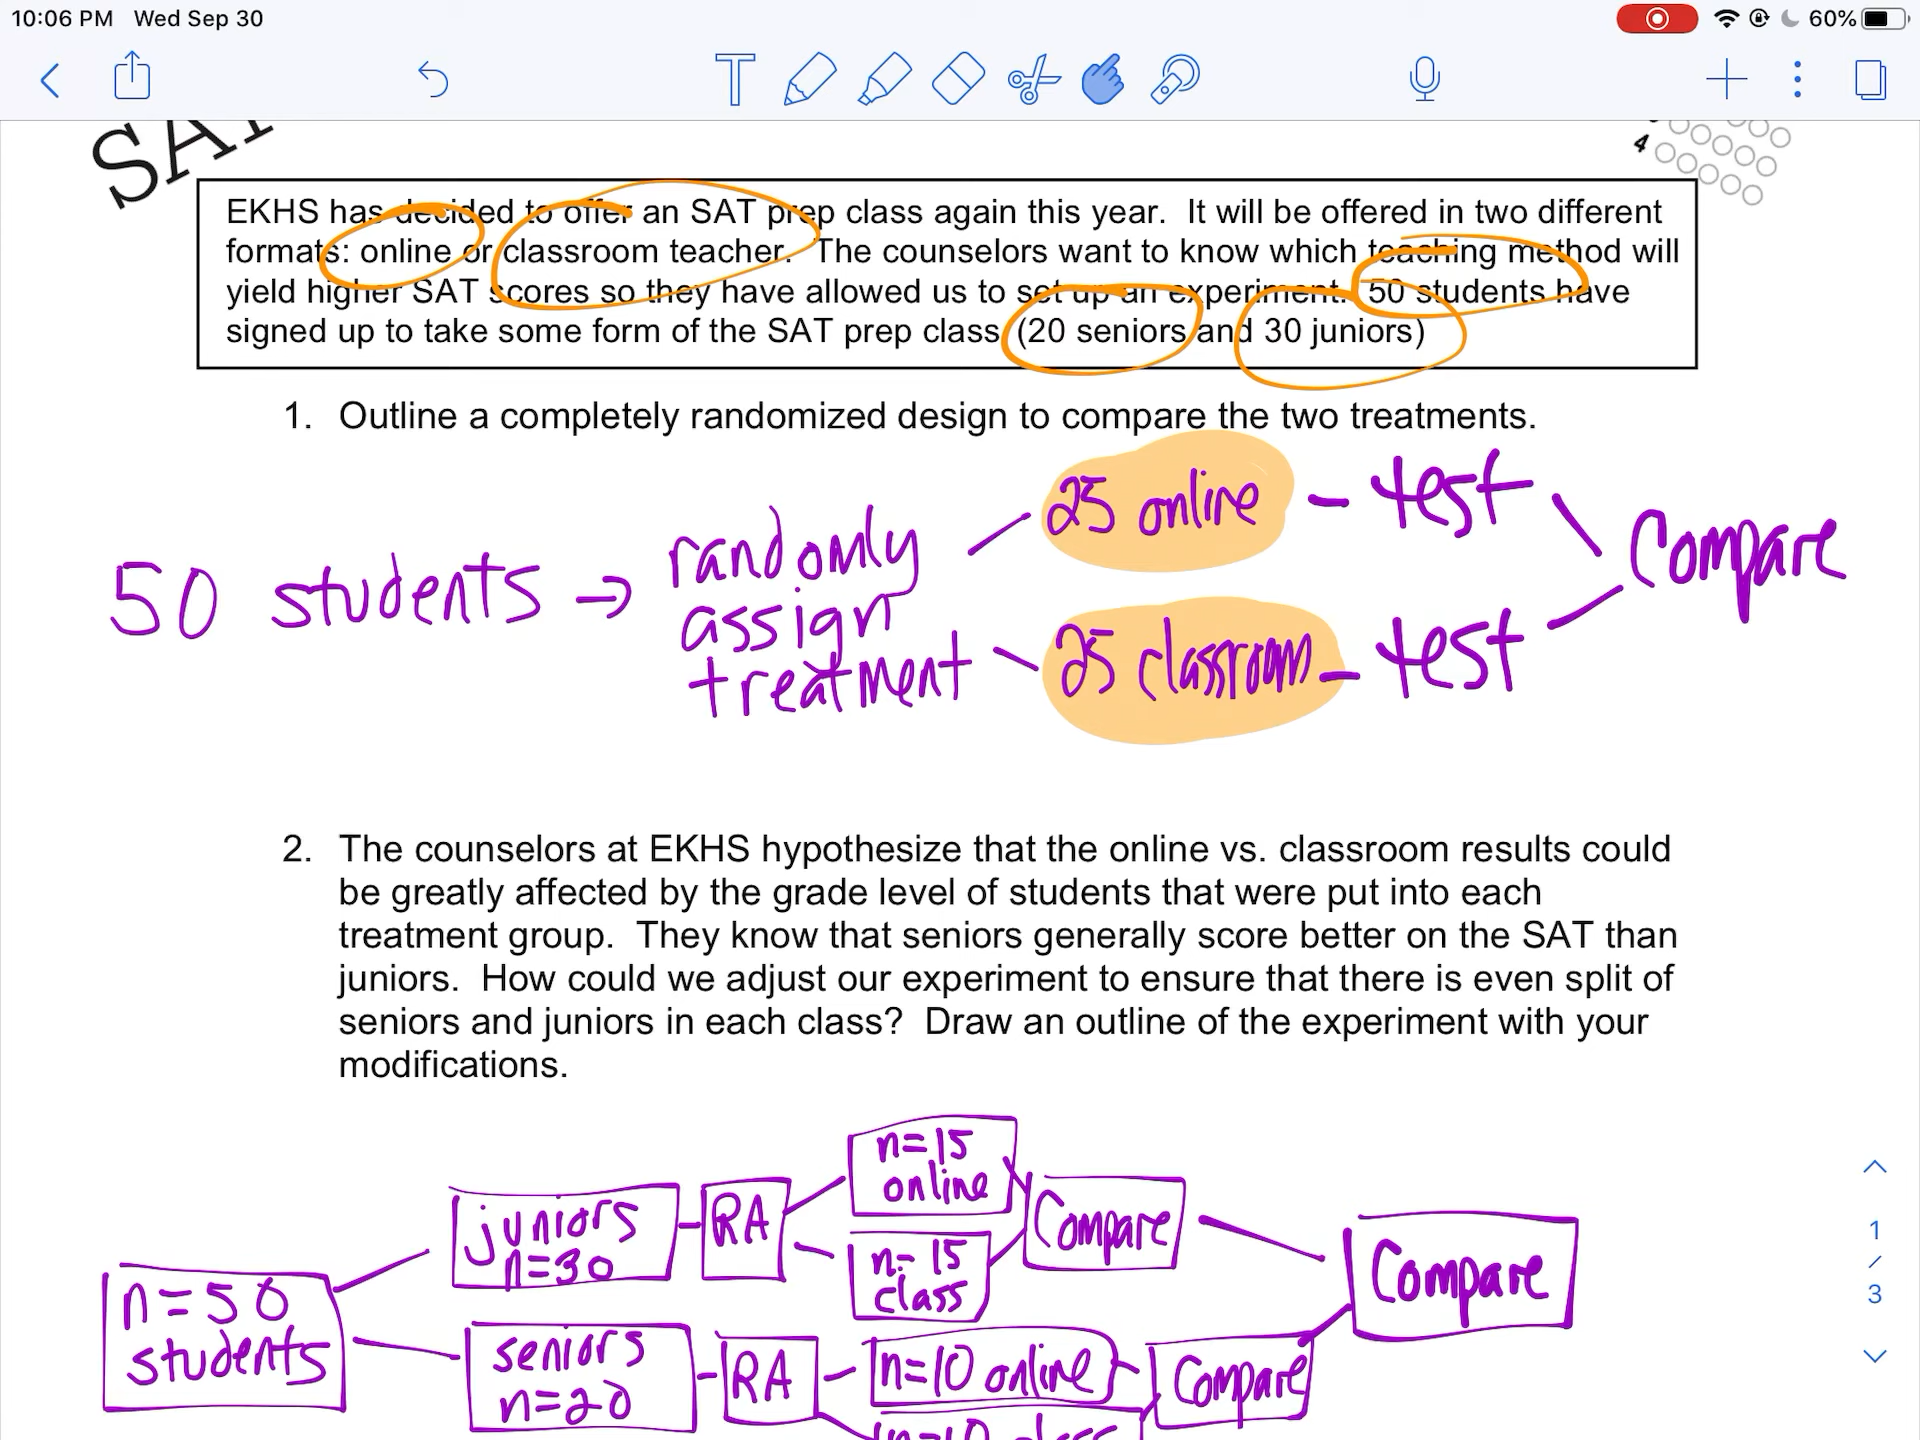 10:06 PM Wed Sep 30
60%
SAT
4
EKHS has decided to offer an SAT prep class again this year. It will be offered in two different
formats: online or classroom teacher. The counselors want to know which teaching method will
yield higher SAT scores so they have allowed us to set up an experiment. 50 students have
signed up to take some form of the SAT prep class (20 seniors and 30 juniors)
1. Outline a completely randomized design to compare the two treatments.
50 students → randomly
assign
treatment
25 online - test
25 classroom - test
Compare
2. The counselors at EKHS hypothesize that the online vs. classroom results could
be greatly affected by the grade level of students that were put into each
treatment group. They know that seniors generally score better on the SAT than
juniors. How could we adjust our experiment to ensure that there is even split of
seniors and juniors in each class? Draw an outline of the experiment with your
modifications.
n=50
students
juniors
n=30
RA
n=15
online
n=15
class
Compare
seniors
n=20
RA
n=10 online
n=10 class
Compare
Compare
1
/
3